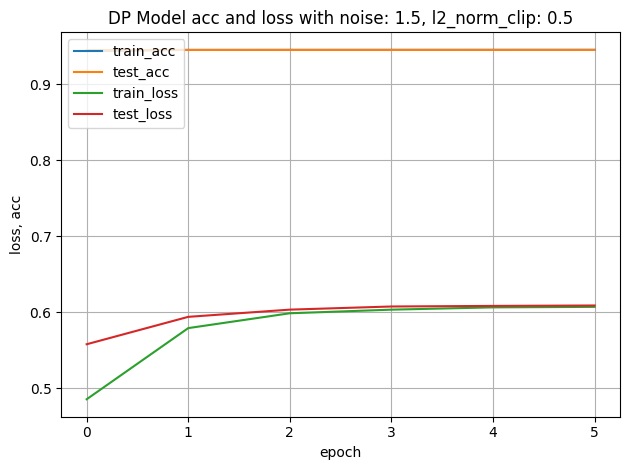 DP Model acc and loss with noise: 1.5, l2_norm_clip: 0.5
train_acc
test_acc
train_loss
test_loss
0.9
0.8
0.7
0.6
0.5
loss, acc
0 1 2 3 4 5
epoch